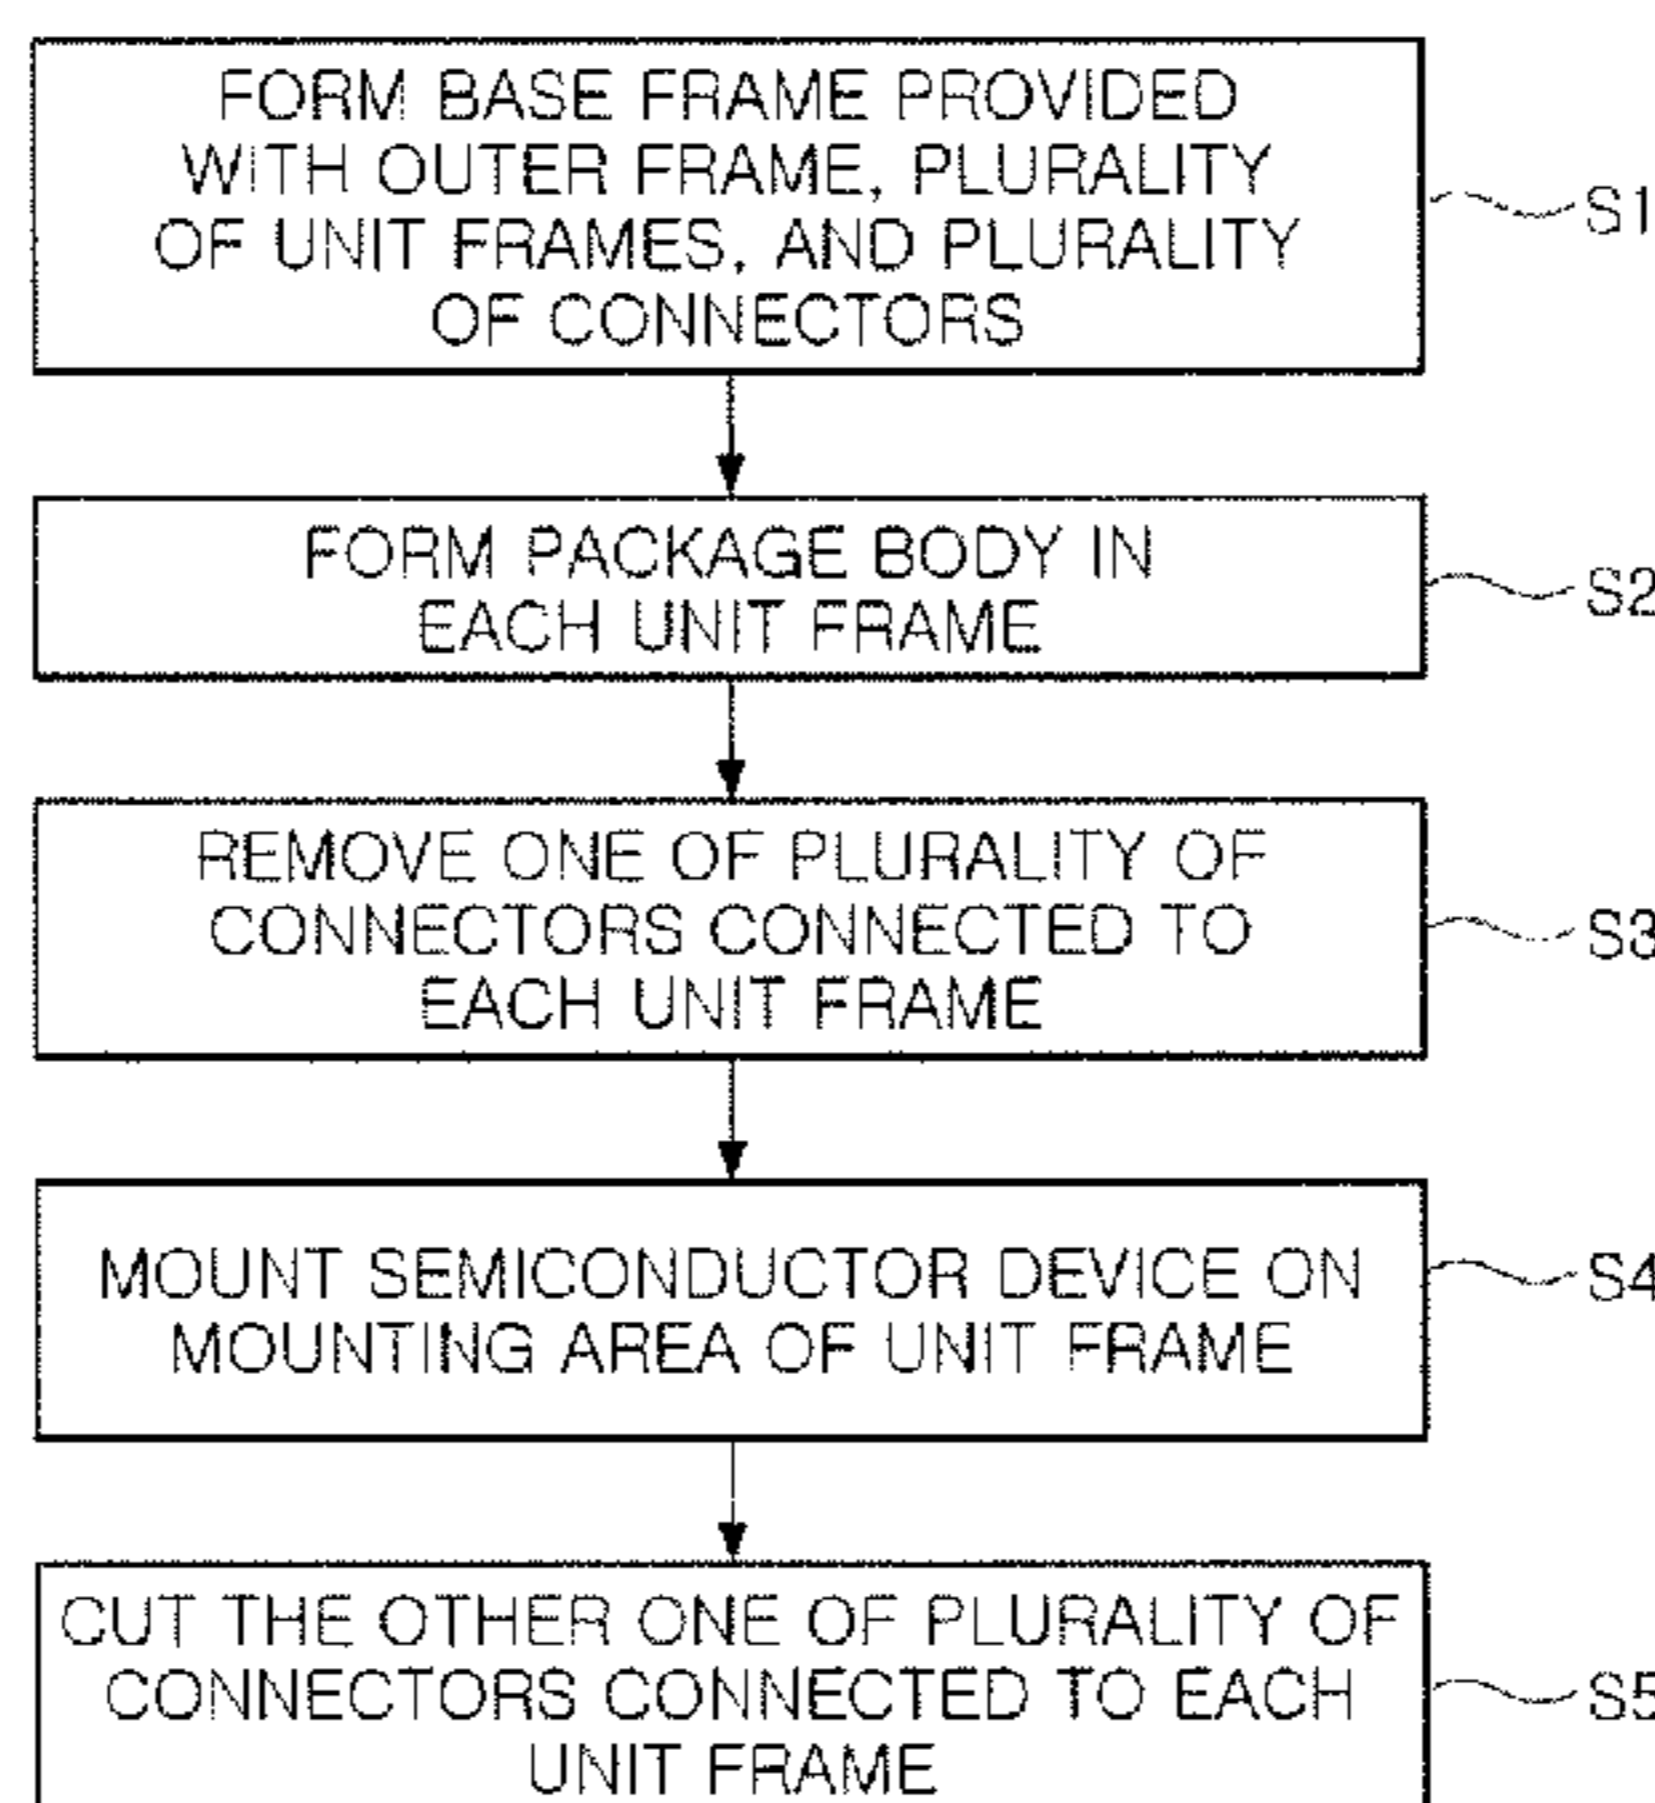 FORM BASE FRAME PROVIDED
WITH OUTER FRAME, PLURALITY
OF UNIT FRAMES, AND PLURALITY
OF CONNECTORS
S1
FORM PACKAGE BODY IN
EACH UNIT FRAME
S2
REMOVE ONE OF PLURALITY OF
CONNECTORS CONNECTED TO
EACH UNIT FRAME
S3
MOUNT SEMICONDUCTOR DEVICE ON
MOUNTING AREA OF UNIT FRAME
S4
CUT THE OTHER ONE OF PLURALITY OF
CONNECTORS CONNECTED TO EACH
UNIT FRAME
S5